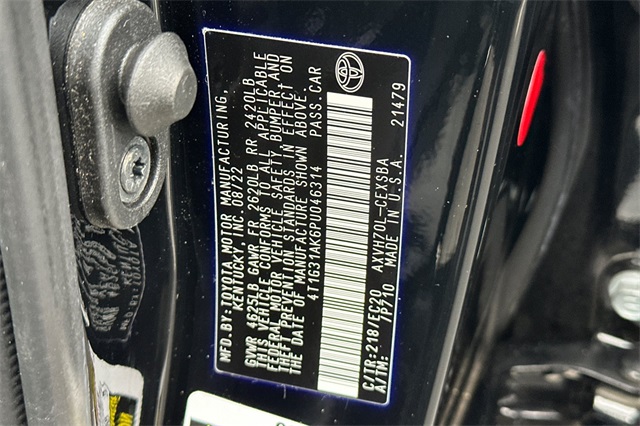 MFD.BY:TOYOTA MOTOR MANUFACTURING,
KENTUCKY, INC. 08/22
GVWR 4625LB GAWR FR 2620LB RR 2420LB
THIS VEHICLE CONFORMS TO ALL APPLICABLE
FEDERAL MOTOR VEHICLE SAFETY, BUMPER AND
THEFT PREVENTION STANDARDS IN EFFECT ON
THE DATE OF MANUFACTURE SHOWN ABOVE.
4T1G31AK6PU046314 PASS.CAR
C/TR:218/FC20 AXVH70L-CEXSBA
A/TM: 7P710 MADE IN U.S.A. 21479